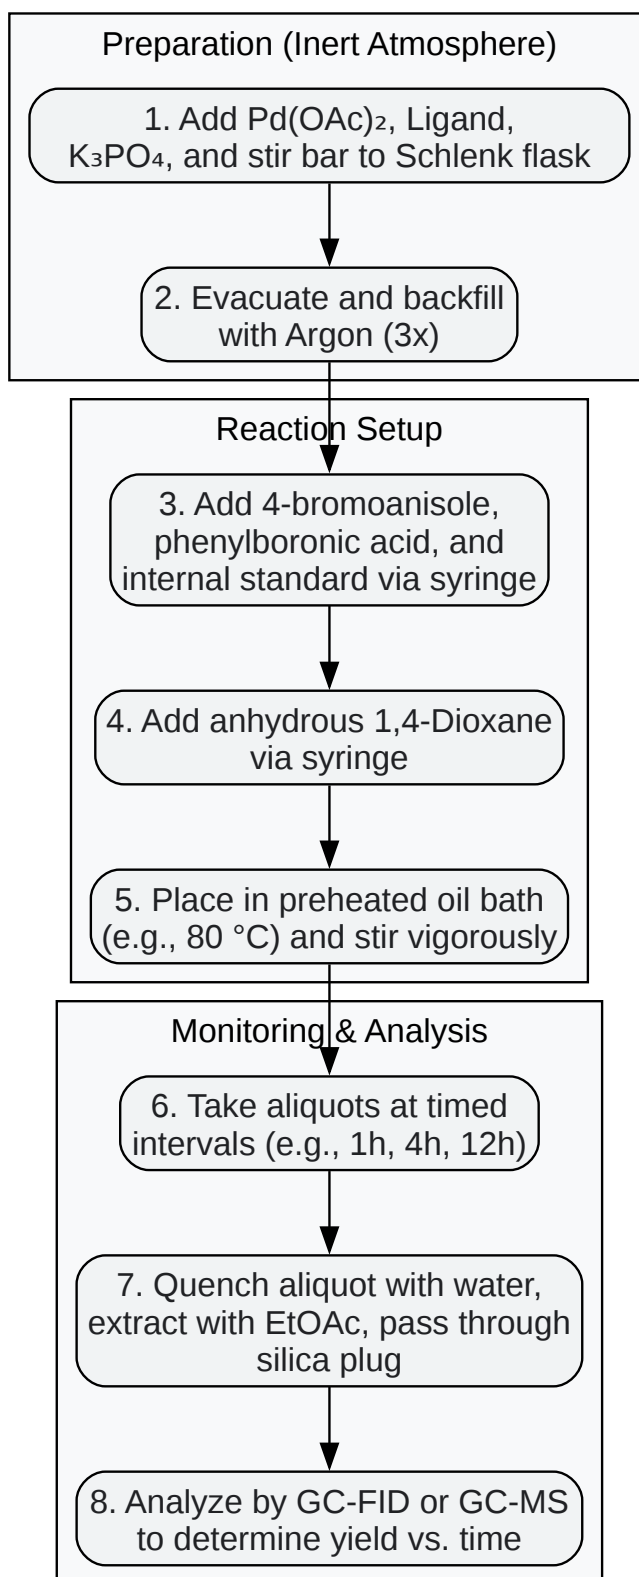 Preparation (Inert Atmosphere)
1. Add Pd(OAc)₂, Ligand,
K₃PO₄, and stir bar to Schlenk flask
2. Evacuate and backfill
with Argon (3x)
Reaction Setup
3. Add 4-bromoanisole,
phenylboronic acid, and
internal standard via syringe
4. Add anhydrous 1,4-Dioxane
via syringe
5. Place in preheated oil bath
(e.g., 80 °C) and stir vigorously
Monitoring & Analysis
6. Take aliquots at timed
intervals (e.g., 1h, 4h, 12h)
7. Quench aliquot with water,
extract with EtOAc, pass through
silica plug
8. Analyze by GC-FID or GC-MS
to determine yield vs. time